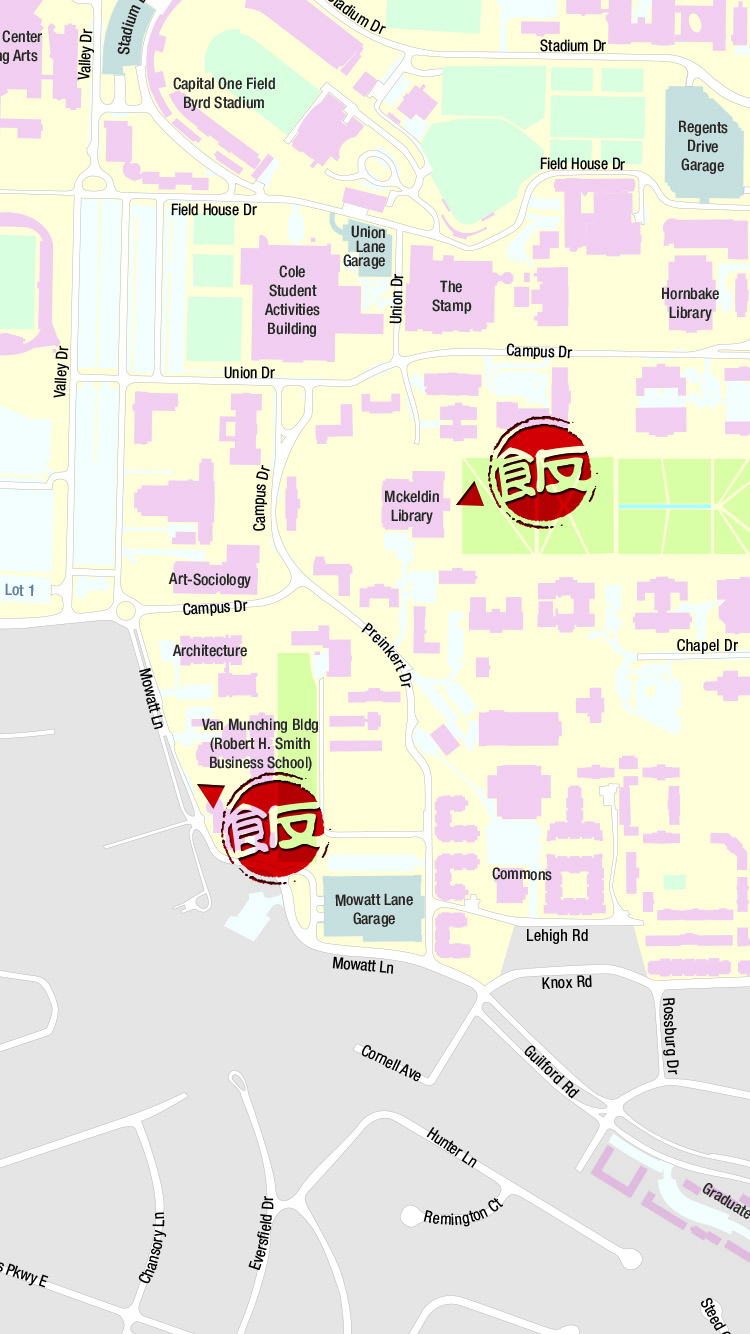 Center
ng Arts
Valley Dr
Stadium
Stadium Dr
Stadium Dr
Capital One Field
Byrd Stadium
Regents
Drive
Garage
Field House Dr
Field House Dr
Union
Lane
Garage
Cole
Student
Activities
Building
Union Dr
The
Stamp
Hornbake
Library
Valley Dr
Union Dr
Campus Dr
飯
Campus Dr
Mckeldin
Library
Art-Sociology
Lot 1
Campus Dr
Architecture
Preinkert Dr
Chapel Dr
Mowatt Ln
Van Munching Bldg
(Robert H. Smith
Business School)
飯
Commons
Mowatt Lane
Garage
Lehigh Rd
Mowatt Ln
Knox Rd
Rossburg Dr
Cornell Ave
Guilford Rd
Hunter Ln
Graduate
Remington Ct
Eversfield Dr
Chansory Ln
s Pkwy E
Steed